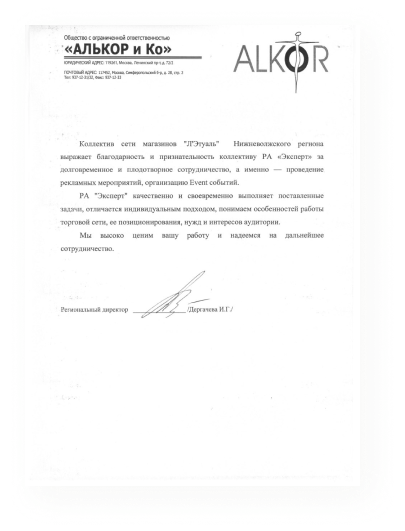 Общество с ограниченной ответственностью
«АЛЬКОР и Ко»
ALKOR
ЮРИДИЧЕСКИЙ АДРЕС: 119261, Москва, Ленинский пр-т, д. 72/2
ПОЧТОВЫЙ АДРЕС: 117452, Москва, Симферопольский б-р, д. 28, стр. 2
Тел: 937-12-31/32, Факс: 937-12-33
Коллектив сети магазинов "Л'Этуаль" Нижневолжского региона
выражает благодарность и признательность коллективу РА «Эксперт» за
долговременное и плодотворное сотрудничество, а именно — проведение
рекламных мероприятий, организацию Event событий.
РА "Эксперт" качественно и своевременно выполняет поставленные
задачи, отличается индивидуальным подходом, понимаем особенностей работы
торговой сети, ее позиционирования, нужд и интересов аудитории.
Мы высоко ценим вашу работу и надеемся на дальнейшее
сотрудничество.
Региональный директор /Дергачева И.Г./